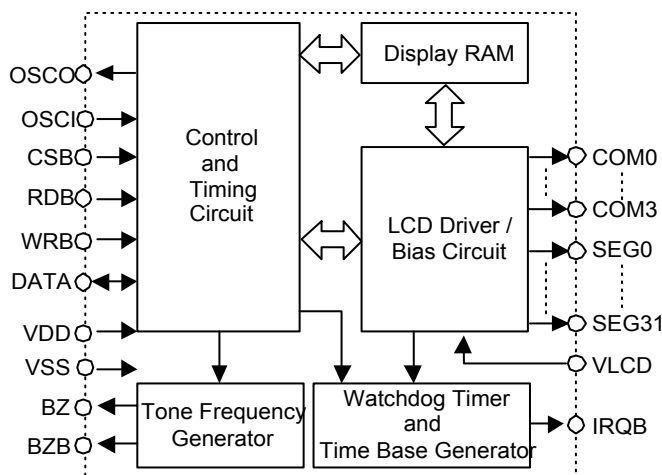 OSCO
OSCI
CSB
RDB
WRB
DATA
VDD
VSS
BZ
BZB
Control
and
Timing
Circuit
Display RAM
LCD Driver /
Bias Circuit
Tone Frequency
Generator
Watchdog Timer
and
Time Base Generator
COM0
COM3
SEG0
SEG31
VLCD
IRQB